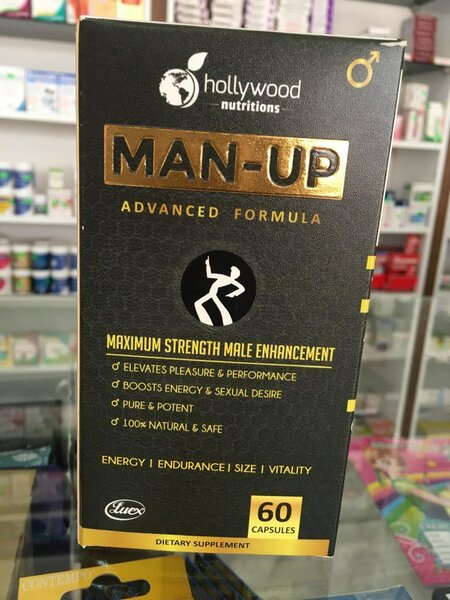 hollywood
nutritions
MAN-UP
ADVANCED FORMULA
MAXIMUM STRENGTH MALE ENHANCEMENT
ELEVATES PLEASURE & PERFORMANCE
BOOSTS ENERGY & SEXUAL DESIRE
PURE & POTENT
100% NATURAL & SAFE
ENERGY | ENDURANCE | SIZE | VITALITY
Luex
60
CAPSULES
DIETARY SUPPLEMENT
CONTEMPO